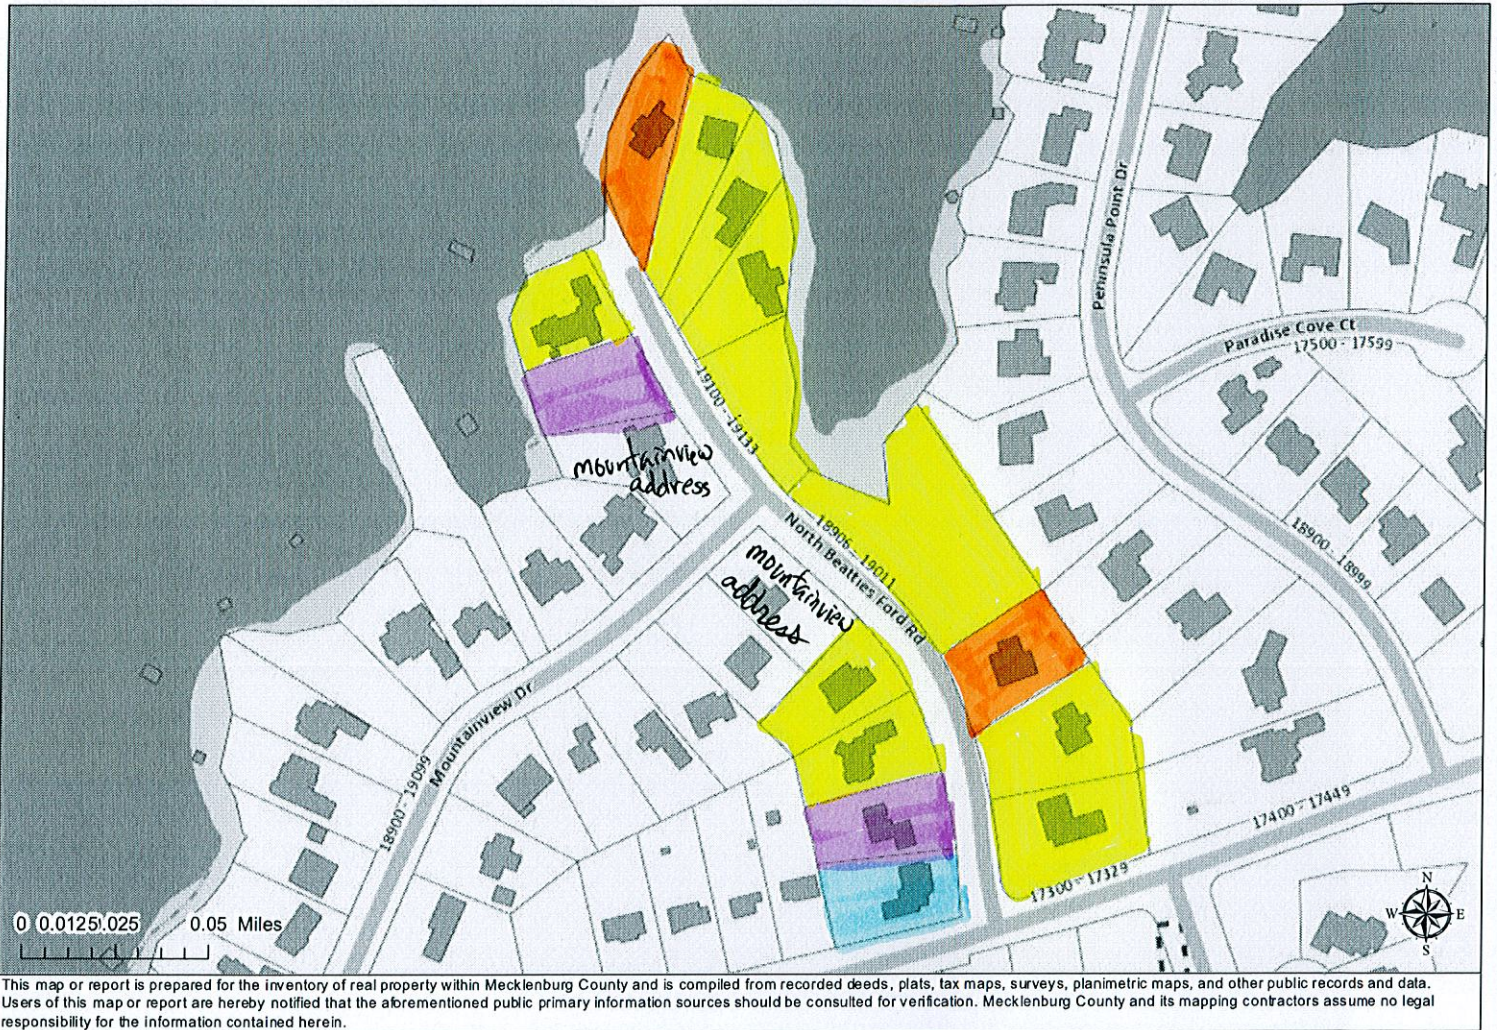 Peninsula Point Dr
Paradise Cove Ct
17500 - 17599
19100 - 19133
mountainview
address
18906 - 19011
North Beatties Ford Rd
mountainview
address
18900 - 18999
Mountainview Dr
18900 - 19099
17400 - 17449
17300 - 17329
N
W E
S
0 0.0125 0.025 0.05 Miles
This map or report is prepared for the inventory of real property within Mecklenburg County and is compiled from recorded deeds, plats, tax maps, surveys, planimetric maps, and other public records and data.
Users of this map or report are hereby notified that the aforementioned public primary information sources should be consulted for verification. Mecklenburg County and its mapping contractors assume no legal
responsibility for the information contained herein.